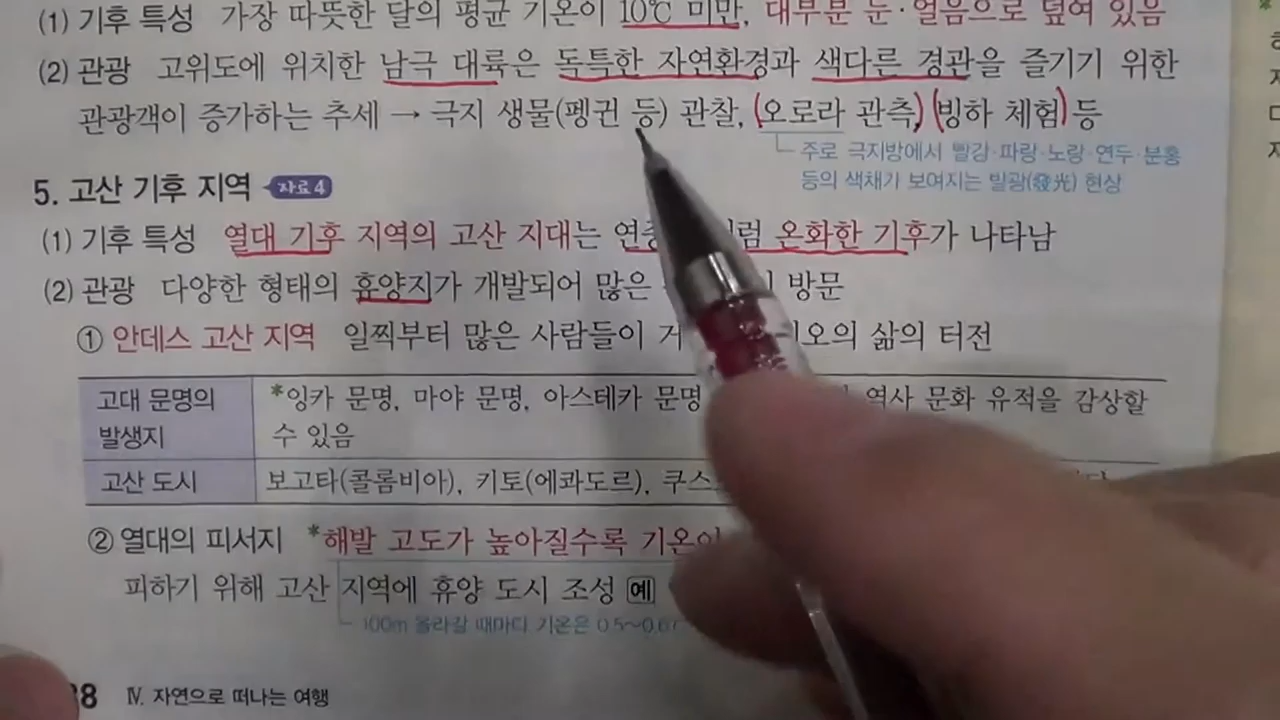 (1) 기후 특성 가장 따뜻한 달의 평균 기온이 10℃ 미만, 대부분 눈·얼음으로 덮여 있음
(2) 관광 고위도에 위치한 남극 대륙은 독특한 자연환경과 색다른 경관을 즐기기 위한
관광객이 증가하는 추세 → 극지 생물(펭귄 등) 관찰, 오로라 관측, 빙하 체험 등
주로 극지방에서 빨강·파랑·노랑·연두·분홍
등의 색채가 보여지는 발광(發光) 현상
5. 고산 기후 지역 자료4
(1) 기후 특성 열대 기후 지역의 고산 지대는 온화한 기후가 나타남
(2) 관광 다양한 형태의 휴양지가 개발되어 많은 방문
① 안데스 고산 지역 일찍부터 많은 사람들이 삶의 터전
고대 문명의 발생지
*잉카 문명, 마야 문명, 아스테카 문명 역사 문화 유적을 감상할
수 있음
고산 도시 보고타(콜롬비아), 키토(에콰도르),
② 열대의 피서지 *해발 고도가 높아질수록 기온이
피하기 위해 고산 지역에 휴양 도시 조성 예
100m 올라갈 때마다 기온은
Ⅳ. 자연으로 떠나는 여행